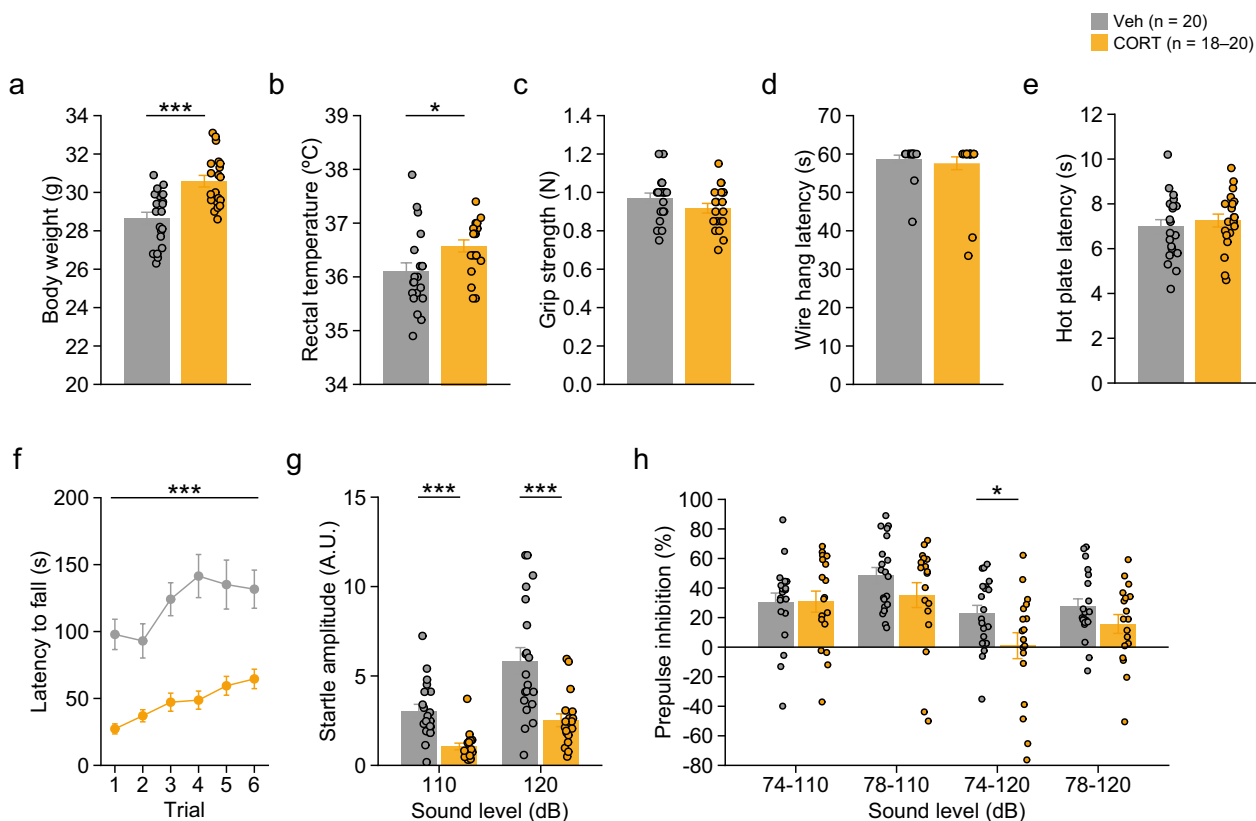 Veh (n = 20)
CORT (n = 18–20)
a
Body weight (g)
34
32
30
28
26
24
22
20
***
b
Rectal temperature (ºC)
39
38
37
36
35
34
*
c
Grip strength (N)
1.4
1.2
1.0
0.8
0.6
0.4
0.2
0.0
d
Wire hang latency (s)
70
60
50
40
30
20
10
0
e
Hot plate latency (s)
12
10
8
6
4
2
0
f
Latency to fall (s)
200
150
100
50
0
***
1 2 3 4 5 6
Trial
g
Startle amplitude (A.U.)
15
10
5
0
*** ***
110 120
Sound level (dB)
h
Prepulse inhibition (%)
100
80
60
40
20
0
-20
-40
-60
-80
*
74-110 78-110 74-120 78-120
Sound level (dB)